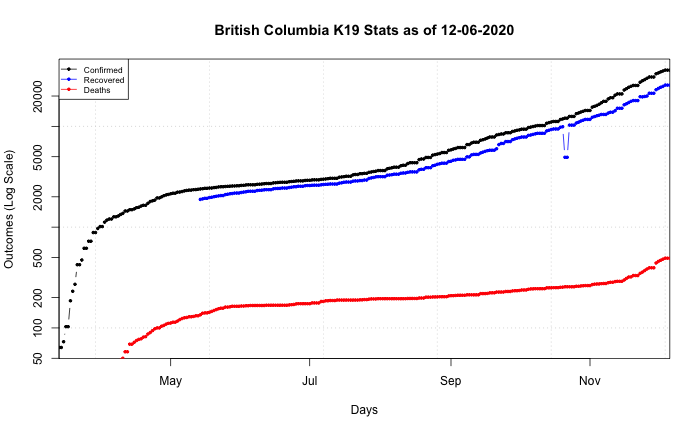 British Columbia K19 Stats as of 12-06-2020
Confirmed
Recovered
Deaths
Outcomes (Log Scale)
20000
5000
2000
500
200
100
50
May Jul Sep Nov
Days